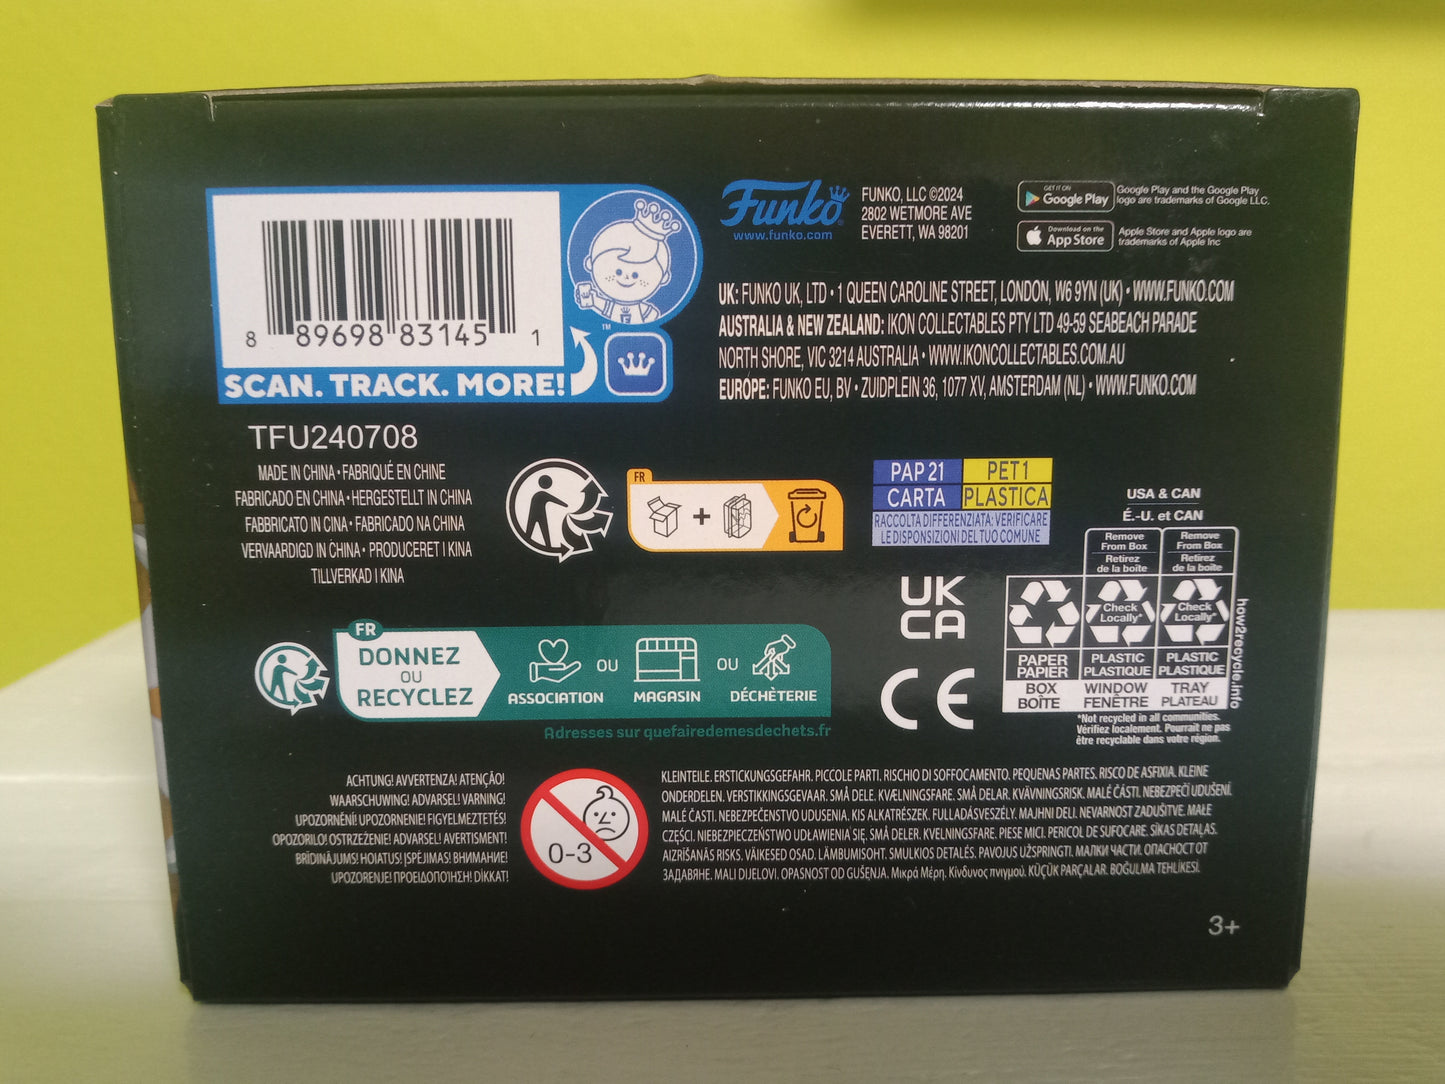 8 89698 83145 1
SCAN. TRACK. MORE!
TM
Funko
www.funko.com
FUNKO, LLC ©2024
2802 WETMORE AVE
EVERETT, WA 98201
GET IT ON
Google Play
Google Play and the Google Play
logo are trademarks of Google LLC.
Download on the
App Store
Apple Store and Apple logo are
trademarks of Apple Inc
UK: FUNKO UK, LTD • 1 QUEEN CAROLINE STREET, LONDON, W6 9YN (UK) • WWW.FUNKO.COM
AUSTRALIA & NEW ZEALAND: IKON COLLECTABLES PTY LTD 49-59 SEABEACH PARADE
NORTH SHORE, VIC 3214 AUSTRALIA • WWW.IKONCOLLECTABLES.COM.AU
EUROPE: FUNKO EU, BV • ZUIDPLEIN 36, 1077 XV, AMSTERDAM (NL) • WWW.FUNKO.COM
TFU240708
MADE IN CHINA • FABRIQUÉ EN CHINE
FABRICADO EN CHINA • HERGESTELLT IN CHINA
FABBRICATO IN CINA • FABRICADO NA CHINA
VERVAARDIGD IN CHINA • PRODUCERET I KINA
TILLVERKAD I KINA
FR
+
PAP 21
CARTA
PET 1
PLASTICA
RACCOLTA DIFFERENZIATA: VERIFICARE
LE DISPOSIZIONI DEL TUO COMUNE
UK
CA
CE
USA & CAN
É.-U. et CAN
Remove
From Box
Retirez
de la boîte
Remove
From Box
Retirez
de la boîte
Check
Locally*
Check
Locally*
PAPER
PAPIER
PLASTIC
PLASTIQUE
PLASTIC
PLASTIQUE
BOX
BOÎTE
WINDOW
FENÊTRE
TRAY
PLATEAU
how2recycle.info
*Not recycled in all communities.
Vérifiez localement. Pourrait ne pas
être recyclable dans votre région.
FR
DONNEZ
OU
RECYCLEZ
ASSOCIATION
OU
MAGASIN
OU
DÉCHÈTERIE
Adresses sur quefairedemesdechets.fr
ACHTUNG! AVVERTENZA! ATENÇÃO!
WAARSCHUWING! ADVARSEL! VARNING!
UPOZORNĚNÍ! UPOZORNENIE! FIGYELMEZTETÉS!
OPOZORILO! OSTRZEŻENIE! ADVARSEL! AVERTISMENT!
BRĪDINĀJUMS! HOIATUS! ĮSPĖJIMAS! ВНИМАНИЕ!
UPOZORENJE! ΠΡΟΕΙΔΟΠΟΙΗΣΗ! DİKKAT!
0-3
KLEINTEILE. ERSTICKUNGSGEFAHR. PICCOLE PARTI. RISCHIO DI SOFFOCAMENTO. PEQUENAS PARTES. RISCO DE ASFIXIA. KLEINE
ONDERDELEN. VERSTIKKINGSGEVAAR. SMÅ DELE. KVÆLNINGSFARE. SMÅ DELAR. KVÄVNINGSRISK. MALÉ ČÁSTI. NEBEZPEČÍ UDUŠENÍ.
MALÉ ČASTI. NEBEZPEČENSTVO UDUSENIA. KIS ALKATRÉSZEK. FULLADÁSVESZÉLY. MAJHNI DELI. NEVARNOST ZADUŠITVE. MAŁE
CZĘŚCI. NIEBEZPIECZEŃSTWO UDŁAWIENIA SIĘ. SMÅ DELER. KVELNINGSFARE. PIESE MICI. PERICOL DE SUFOCARE. SĪKAS DETAĻAS.
AIZRĪŠANĀS RISKS. VÄIKESED OSAD. LÄMBUMISOHT. SMULKIOS DETALĖS. PAVOJUS UŽSPRINGTI. МАЛКИ ЧАСТИ. ОПАСНОСТ ОТ
ЗАДАВЯНЕ. MALI DIJELOVI. OPASNOST OD GUŠENJA. Μικρά Μέρη. Κίνδυνος πνιγμού. KÜÇÜK PARÇALAR. BOĞULMA TEHLİKESİ.
3+